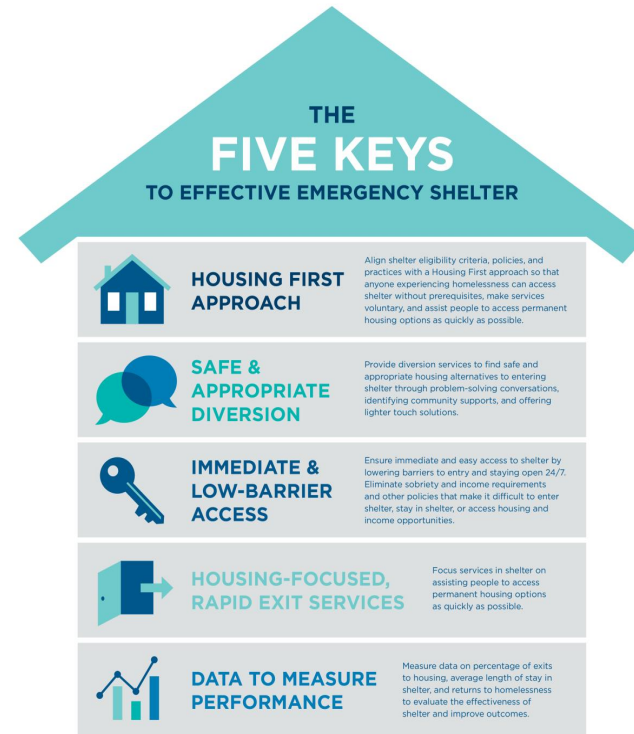 THE
FIVE KEYS
TO EFFECTIVE EMERGENCY SHELTER
HOUSING FIRST
APPROACH
Align shelter eligibility criteria, policies, and
practices with a Housing First approach so that
anyone experiencing homelessness can access
shelter without prerequisites, make services
voluntary, and assist people to access permanent
housing options as quickly as possible.
SAFE &
APPROPRIATE
DIVERSION
Provide diversion services to find safe and
appropriate housing alternatives to entering
shelter through problem-solving conversations,
identifying community supports, and offering
lighter touch solutions.
IMMEDIATE &
LOW-BARRIER
ACCESS
Ensure immediate and easy access to shelter by
lowering barriers to entry and staying open 24/7.
Eliminate sobriety and income requirements
and other policies that make it difficult to enter
shelter, stay in shelter, or access housing and
income opportunities.
HOUSING-FOCUSED,
RAPID EXIT SERVICES
Focus services in shelter on
assisting people to access
permanent housing options
as quickly as possible.
DATA TO MEASURE
PERFORMANCE
Measure data on percentage of exits
to housing, average length of stay in
shelter, and returns to homelessness
to evaluate the effectiveness of
shelter and improve outcomes.